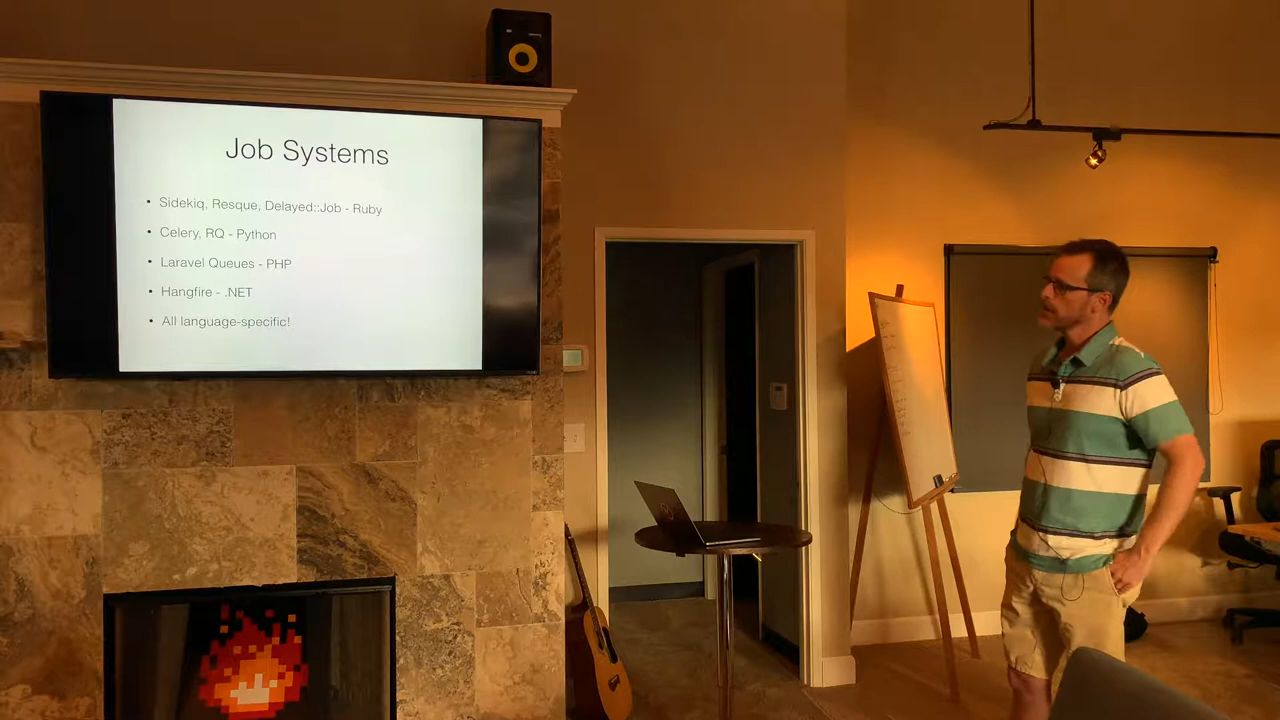 Job Systems
• Sidekiq, Resque, Delayed::Job - Ruby
• Celery, RQ - Python
• Laravel Queues - PHP
• Hangfire - .NET
• All language-specific!